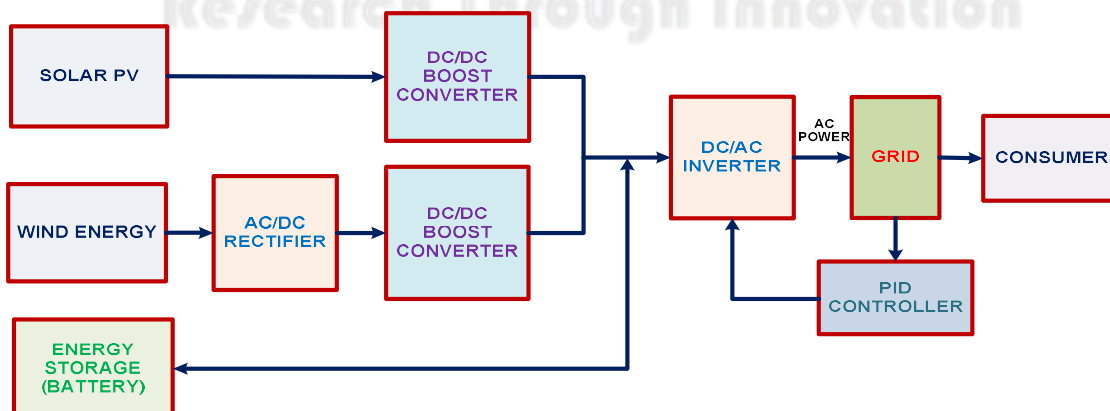 Research Through Innovation
SOLAR PV
DC/DC
BOOST
CONVERTER
WIND ENERGY
AC/DC
RECTIFIER
DC/DC
BOOST
CONVERTER
ENERGY
STORAGE
(BATTERY)
DC/AC
INVERTER
AC
POWER
GRID
CONSUMER
PID
CONTROLLER